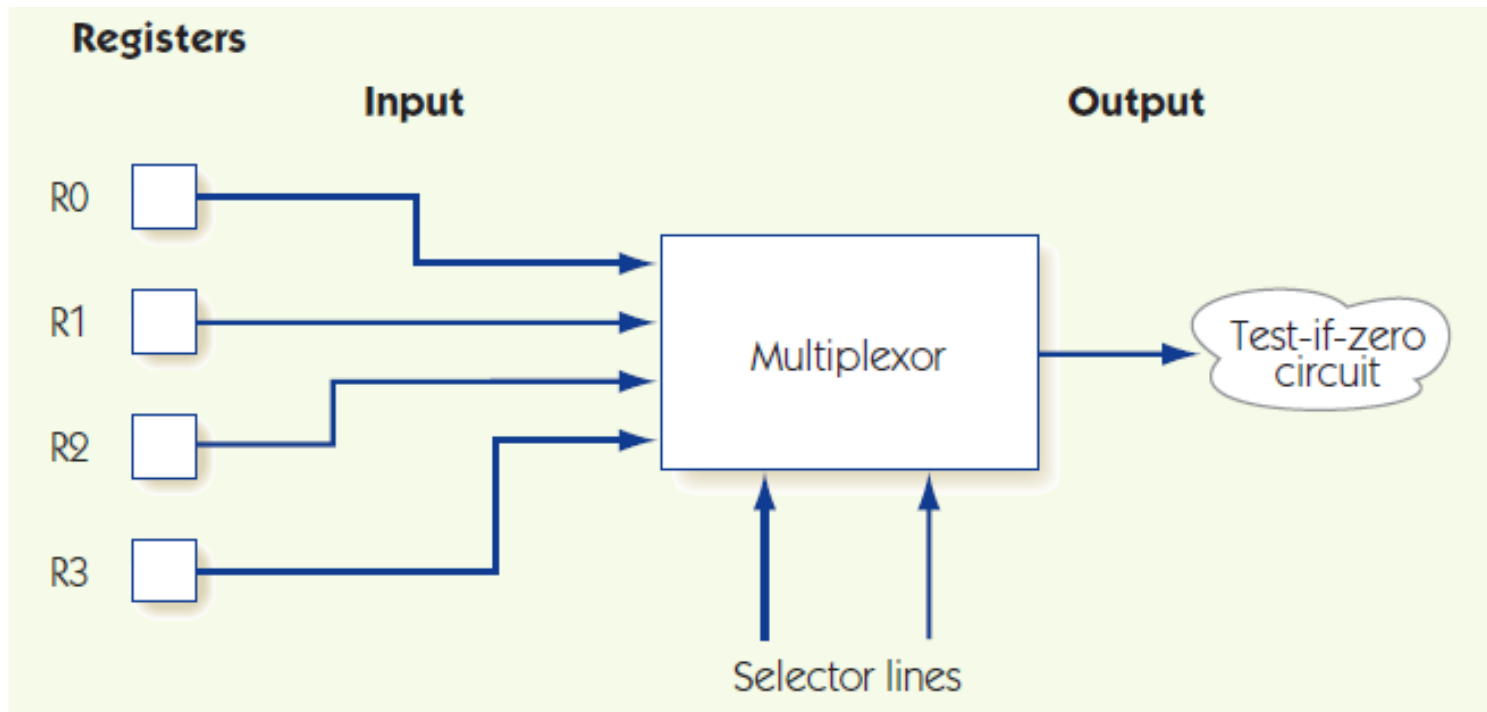 Registers
Input
Output
R0
R1
Multiplexor
Test-if-zero
circuit
R2
R3
Selector lines